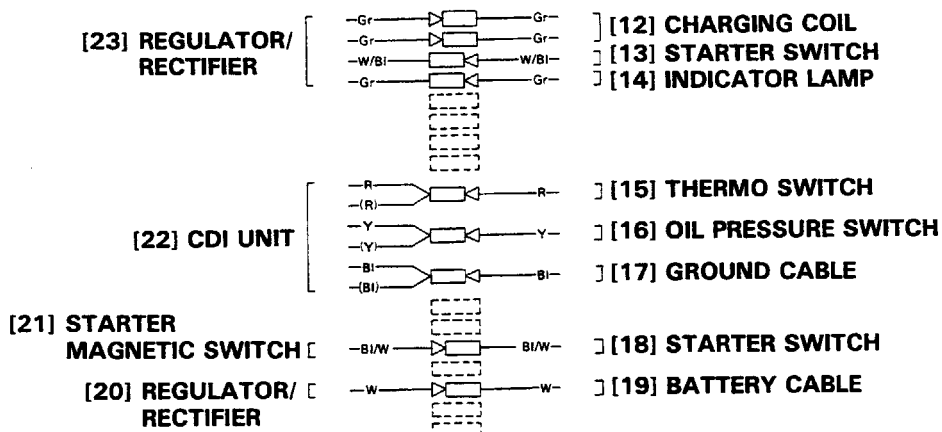 [23] REGULATOR/
RECTIFIER
Gr Gr [12] CHARGING COIL
Gr Gr
W/Bl W/Bl [13] STARTER SWITCH
Gr Gr [14] INDICATOR LAMP
[22] CDI UNIT
R R [15] THERMO SWITCH
(R)
Y Y [16] OIL PRESSURE SWITCH
(Y)
Bl Bl [17] GROUND CABLE
(Bl)
[21] STARTER
MAGNETIC SWITCH Bl/W Bl/W [18] STARTER SWITCH
[20] REGULATOR/
RECTIFIER
W W [19] BATTERY CABLE